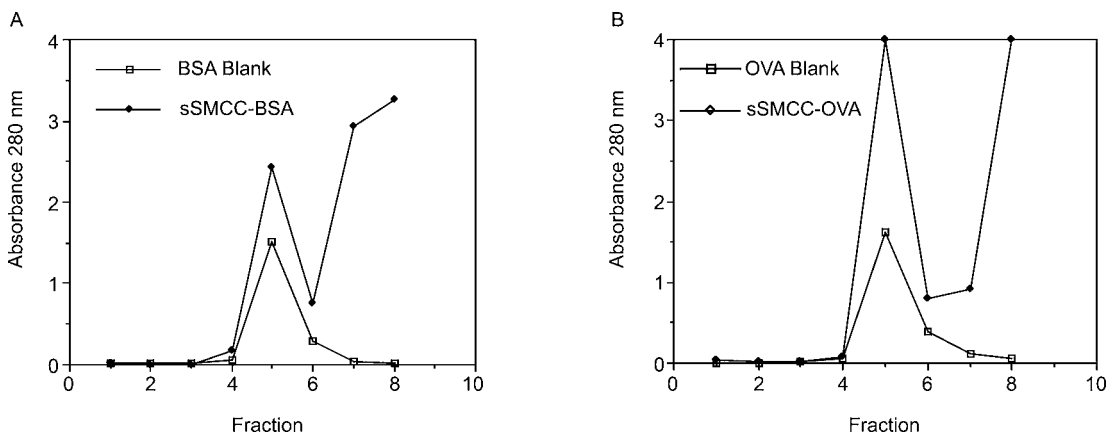 A
4
3
2
1
0
0
2
4
6
8
10
BSA Blank
sSMCC-BSA
Absorbance 280 nm
Fraction
B
4
3
2
1
0
0
2
4
6
8
10
OVA Blank
sSMCC-OVA
Absorbance 280 nm
Fraction